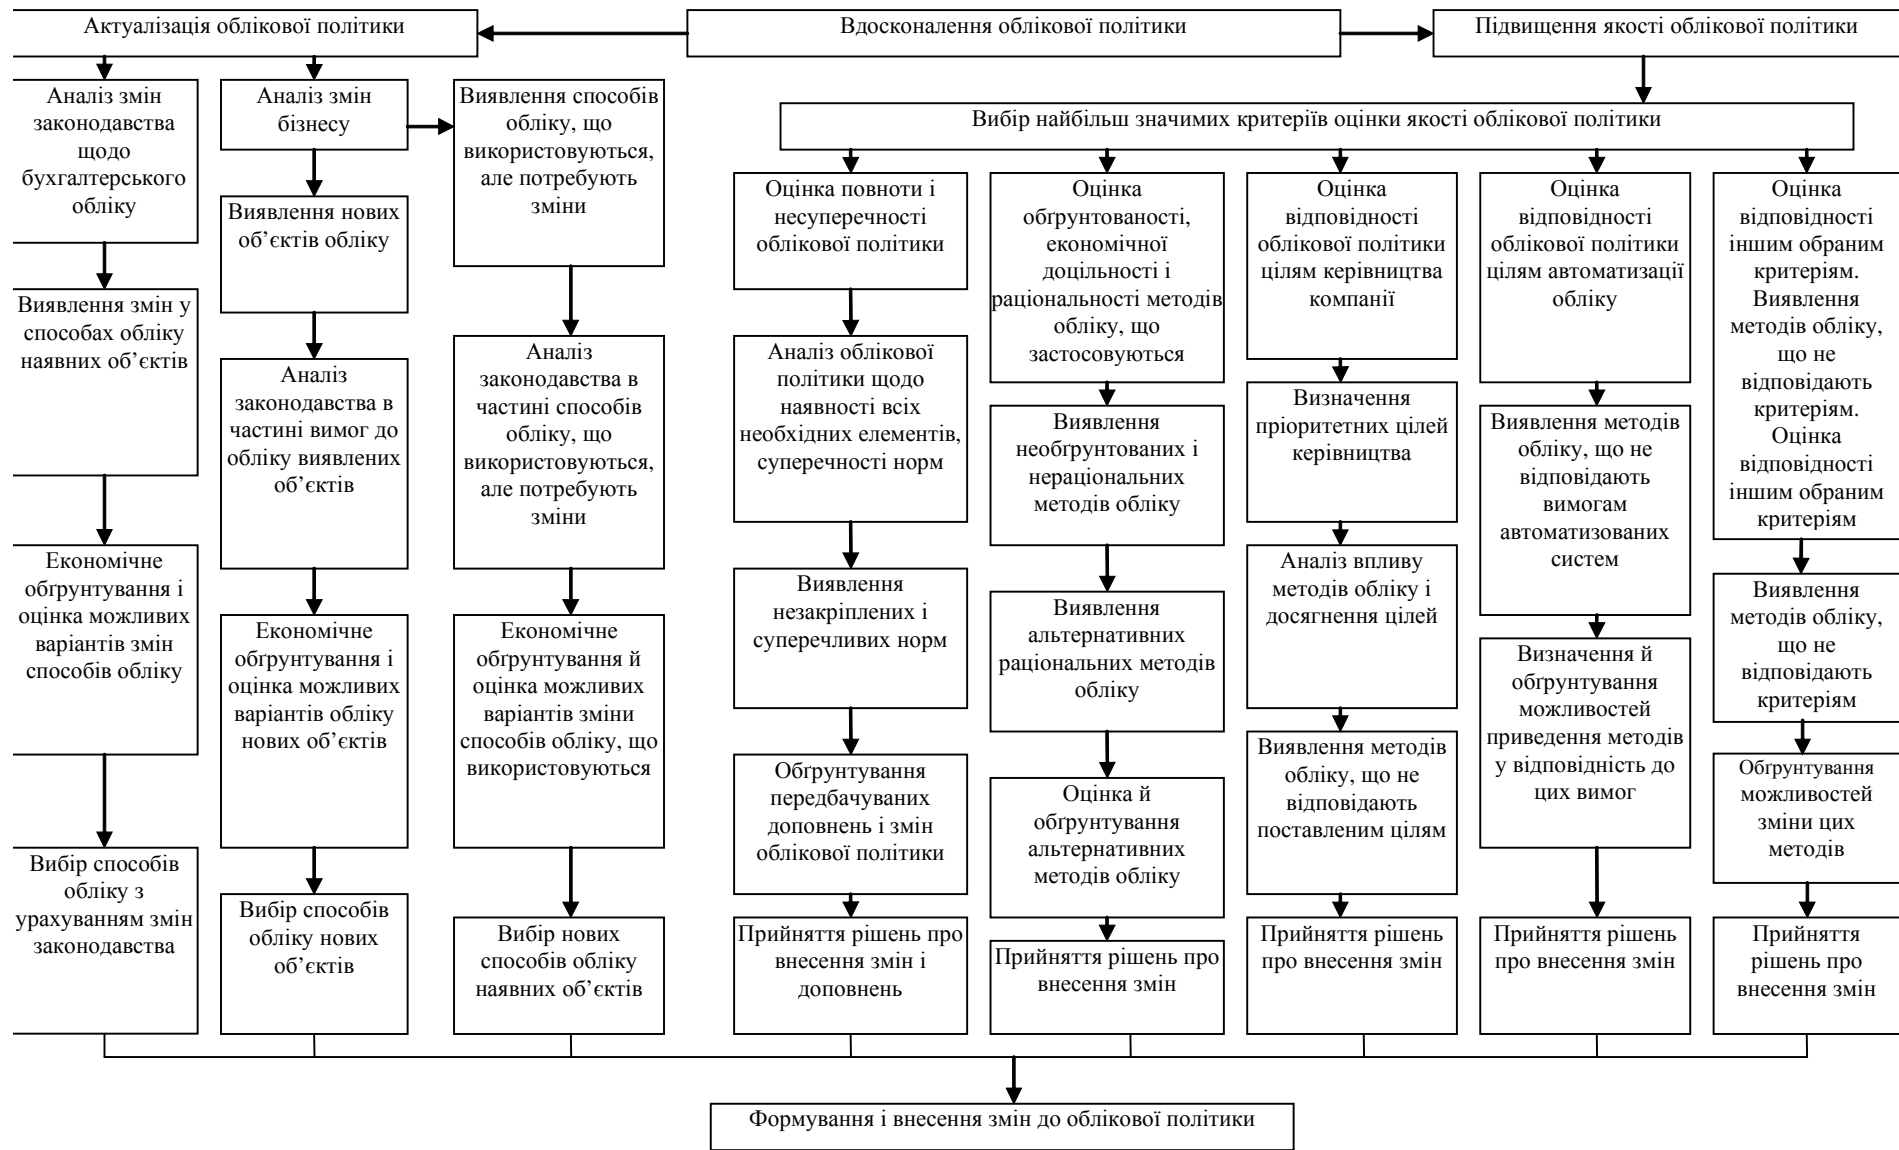 Актуалізація облікової політики
Вдосконалення облікової політики
Підвищення якості облікової політики
Аналіз змін
законодавства
щодо
бухгалтерського
обліку
Виявлення змін у
способах обліку
наявних об’єктів
Економічне
обґрунтування і
оцінка можливих
варіантів змін
способів обліку
Вибір способів
обліку з
урахуванням змін
законодавства
Аналіз змін
бізнесу
Виявлення нових
об’єктів обліку
Аналіз
законодавства в
частині вимог до
обліку виявлених
об’єктів
Економічне
обґрунтування і
оцінка можливих
варіантів обліку
нових об’єктів
Вибір способів
обліку нових
об’єктів
Виявлення способів
обліку, що
використовуються,
але потребують
зміни
Аналіз
законодавства в
частині способів
обліку, що
використовуються,
але потребують
зміни
Економічне
обґрунтування й
оцінка можливих
варіантів зміни
способів обліку, що
використовуються
Вибір нових
способів обліку
наявних об’єктів
Вибір найбільш значимих критеріїв оцінки якості облікової політики
Оцінка повноти і
несуперечності
облікової політики
Аналіз облікової
політики щодо
наявності всіх
необхідних елементів,
суперечності норм
Виявлення
незакріплених і
суперечливих норм
Обґрунтування
передбачуваних
доповнень і змін
облікової політики
Прийняття рішень про
внесення змін і
доповнень
Оцінка
обґрунтованості,
економічної
доцільності і
раціональності методів
обліку, що
застосовуються
Виявлення
необґрунтованих і
нераціональних
методів обліку
Виявлення
альтернативних
раціональних методів
обліку
Оцінка й
обґрунтування
альтернативних
методів обліку
Прийняття рішень про
внесення змін
Оцінка
відповідності
облікової політики
цілям керівництва
компанії
Визначення
пріоритетних цілей
керівництва
Аналіз впливу
методів обліку і
досягнення цілей
Виявлення методів
обліку, що не
відповідають
поставленим цілям
Прийняття рішень
про внесення змін
Оцінка
відповідності
облікової політики
цілям автоматизації
обліку
Виявлення методів
обліку, що не
відповідають
вимогам
автоматизованих
систем
Визначення й
обґрунтування
можливостей
приведення методів
у відповідність до
цих вимог
Прийняття рішень
про внесення змін
Оцінка
відповідності
іншим обраним
критеріям.
Виявлення
методів обліку,
що не
відповідають
критеріям.
Оцінка
відповідності
іншим обраним
критеріям
Виявлення
методів обліку,
що не
відповідають
критеріям
Обґрунтування
можливостей
зміни цих
методів
Прийняття
рішень про
внесення змін
Формування і внесення змін до облікової політики